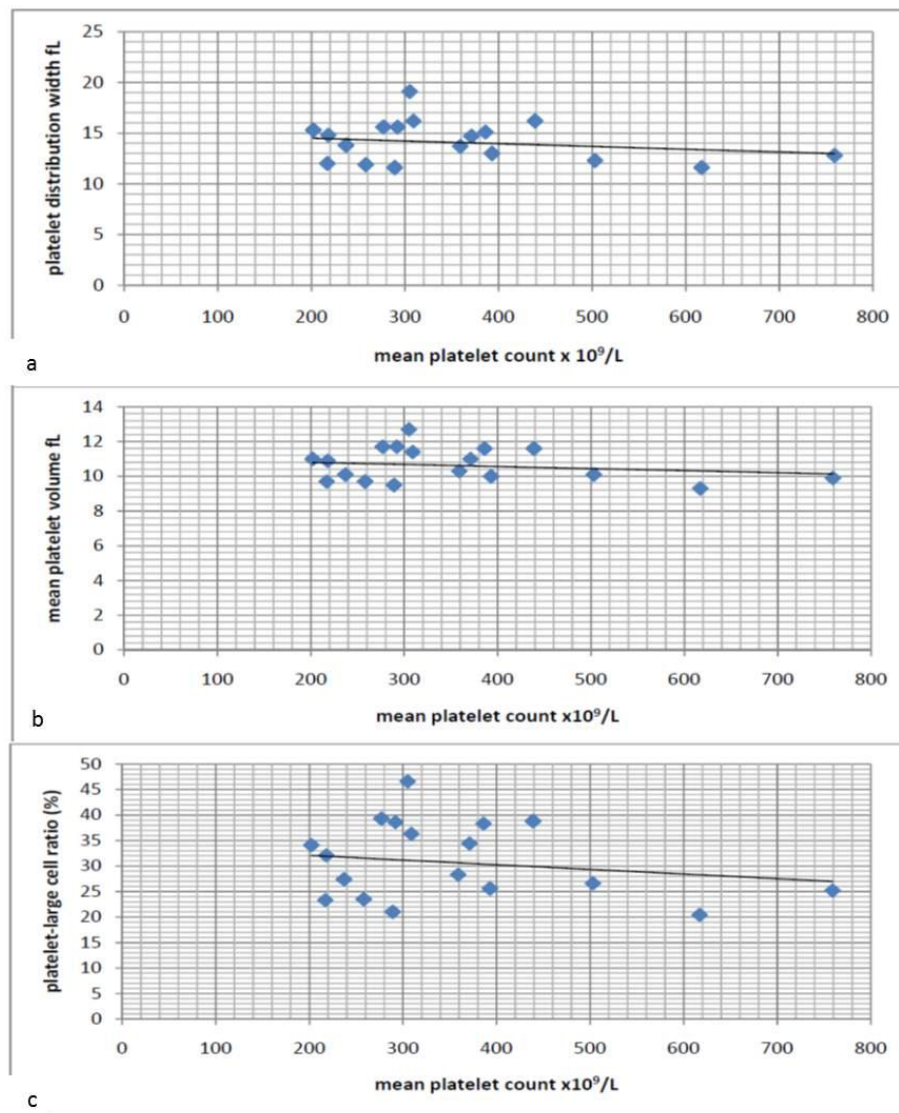 platelet distribution width fL
25
20
15
10
5
0
0 100 200 300 400 500 600 700 800
mean platelet count x 10⁹/L
a
mean platelet volume fL
14
12
10
8
6
4
2
0
0 100 200 300 400 500 600 700 800
mean platelet count x10⁹/L
b
platelet-large cell ratio (%)
50
45
40
35
30
25
20
15
10
5
0
0 100 200 300 400 500 600 700 800
mean platelet count x10⁹/L
c